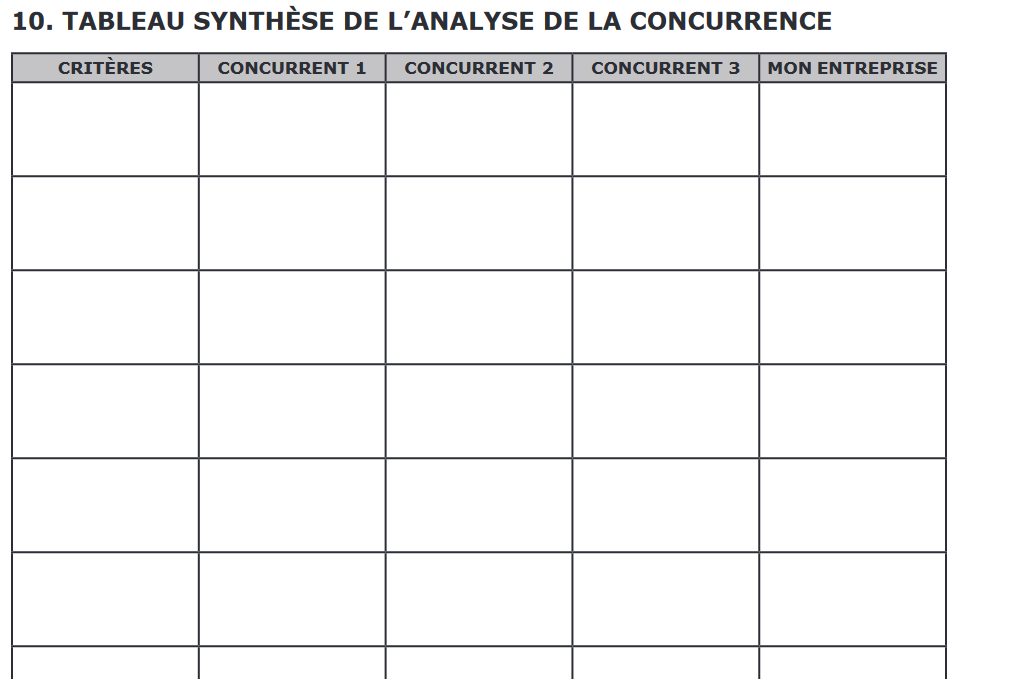 10. TABLEAU SYNTHÈSE DE L’ANALYSE DE LA CONCURRENCE
CRITÈRES CONCURRENT 1 CONCURRENT 2 CONCURRENT 3 MON ENTREPRISE